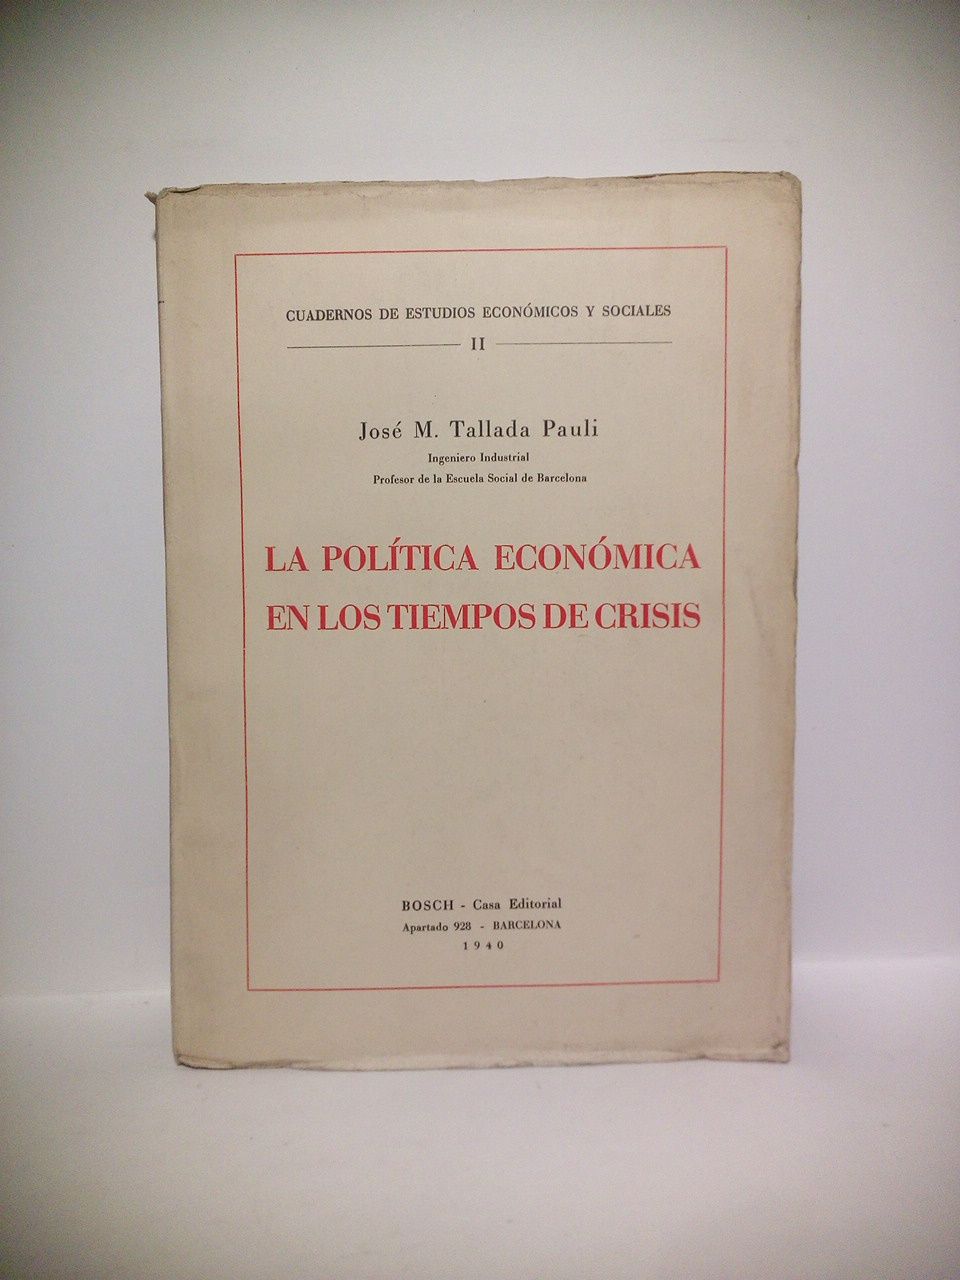 CUADERNOS DE ESTUDIOS ECONÓMICOS Y SOCIALES
II
José M. Tallada Pauli
Ingeniero Industrial
Profesor de la Escuela Social de Barcelona
LA POLÍTICA ECONÓMICA
EN LOS TIEMPOS DE CRISIS
BOSCH - Casa Editorial
Apartado 928 - BARCELONA
1940